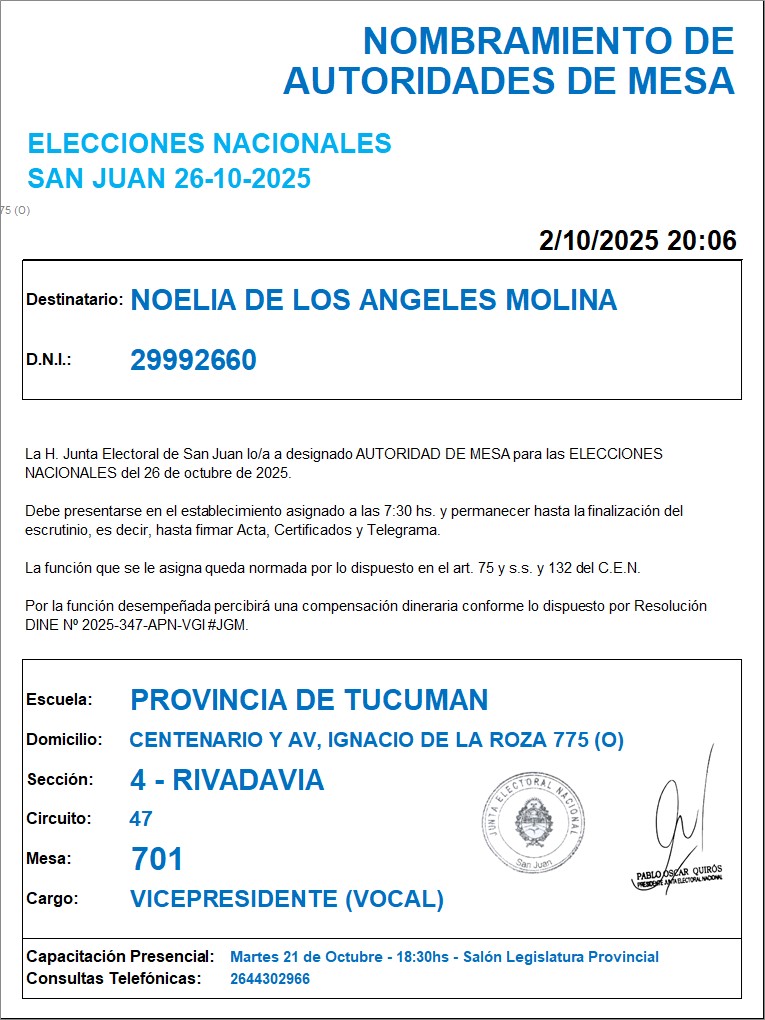 NOMBRAMIENTO DE
AUTORIDADES DE MESA
ELECCIONES NACIONALES
SAN JUAN 26-10-2025
75 (O)
2/10/2025 20:06
Destinatario: NOELIA DE LOS ANGELES MOLINA
D.N.I.: 29992660
La H. Junta Electoral de San Juan lo/a a designado AUTORIDAD DE MESA para las ELECCIONES
NACIONALES del 26 de octubre de 2025.
Debe presentarse en el establecimiento asignado a las 7:30 hs. y permanecer hasta la finalización del
escrutinio, es decir, hasta firmar Acta, Certificados y Telegrama.
La función que se le asigna queda normada por lo dispuesto en el art. 75 y s.s. y 132 del C.E.N.
Por la función desempeñada percibirá una compensación dineraria conforme lo dispuesto por Resolución
DINE Nº 2025-347-APN-VGI#JGM.
Escuela: PROVINCIA DE TUCUMAN
Domicilio: CENTENARIO Y AV, IGNACIO DE LA ROZA 775 (O)
Sección: 4 - RIVADAVIA
Circuito: 47
Mesa: 701
Cargo: VICEPRESIDENTE (VOCAL)
JUNTA ELECTORAL NACIONAL
San Juan
PABLO OSCAR QUIRÓS
PRESIDENTE JUNTA ELECTORAL NACIONAL
Capacitación Presencial: Martes 21 de Octubre - 18:30hs - Salón Legislatura Provincial
Consultas Telefónicas: 2644302966